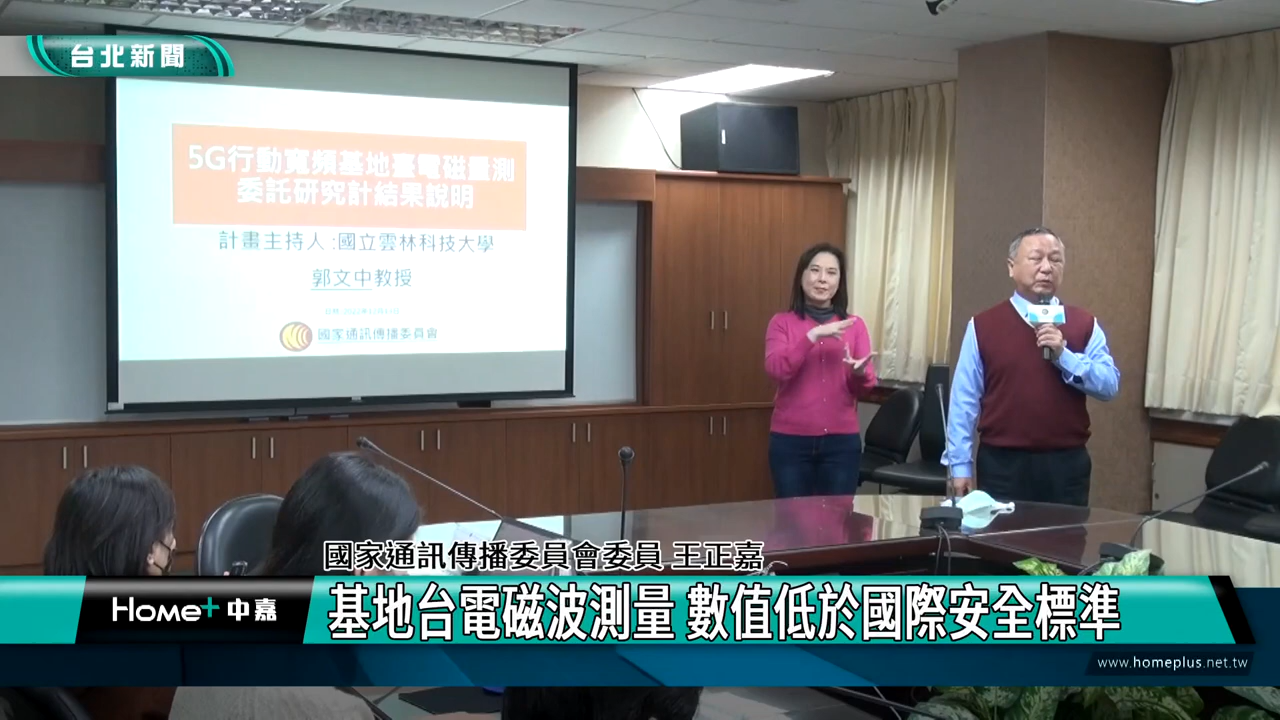 台北新聞
5G行動寬頻基地臺電磁量測
委託研究計結果說明
計畫主持人:國立雲林科技大學
郭文中教授
國家通訊傳播委員會
國家通訊傳播委員會委員 王正嘉
Home+中嘉
基地台電磁波測量 數值低於國際安全標準
www.homeplus.net.tw